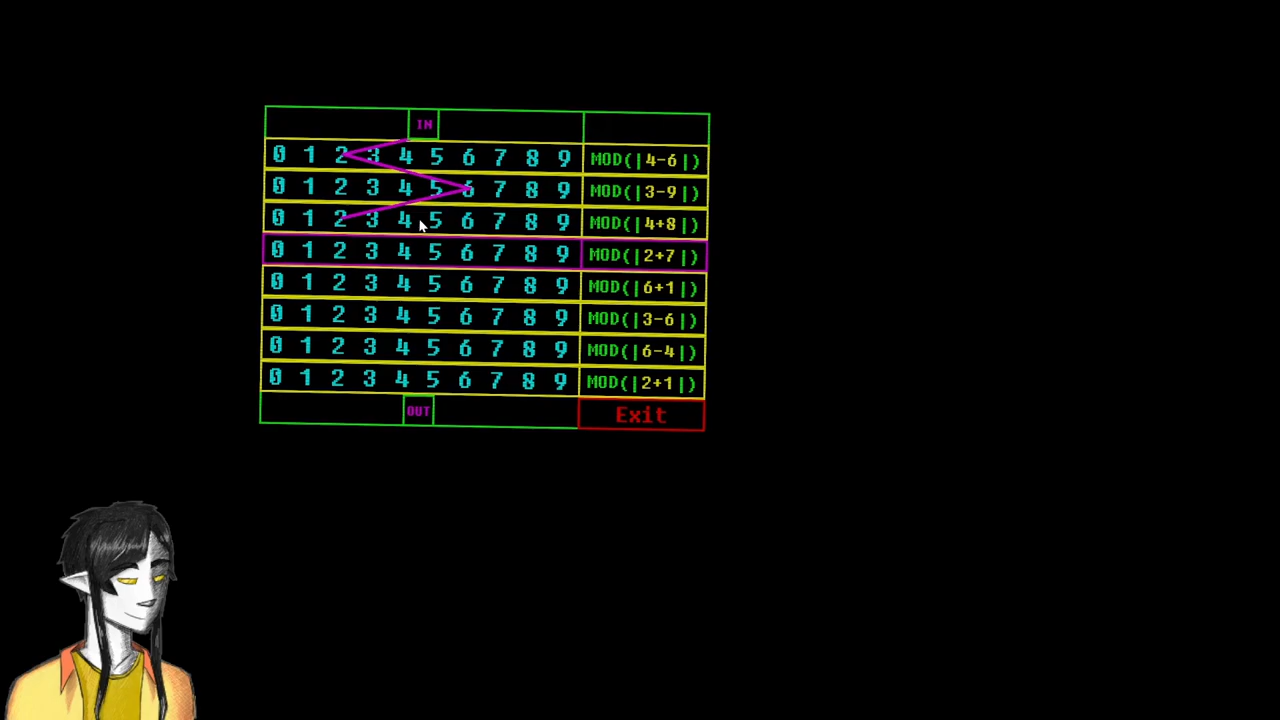 IN
0 1 2 3 4 5 6 7 8 9 MOD(|4-6|)
0 1 2 3 4 5 6 7 8 9 MOD(|3-9|)
0 1 2 3 4 5 6 7 8 9 MOD(|4+8|)
0 1 2 3 4 5 6 7 8 9 MOD(|2+7|)
0 1 2 3 4 5 6 7 8 9 MOD(|6+1|)
0 1 2 3 4 5 6 7 8 9 MOD(|3-6|)
0 1 2 3 4 5 6 7 8 9 MOD(|6-4|)
0 1 2 3 4 5 6 7 8 9 MOD(|2+1|)
OUT Exit